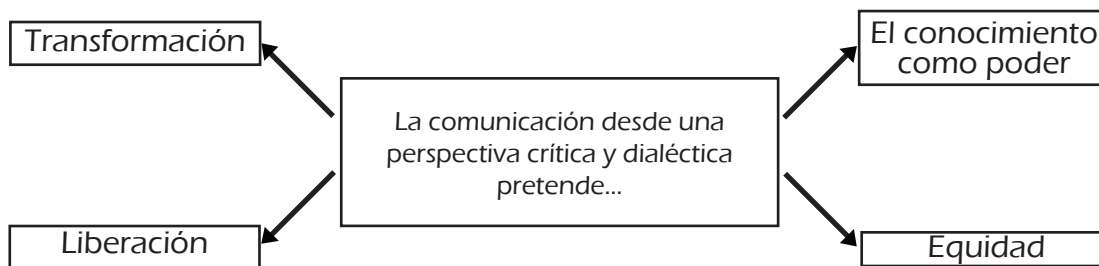 Transformación
El conocimiento
como poder
La comunicación desde una
perspectiva crítica y dialéctica
pretende...
Liberación
Equidad